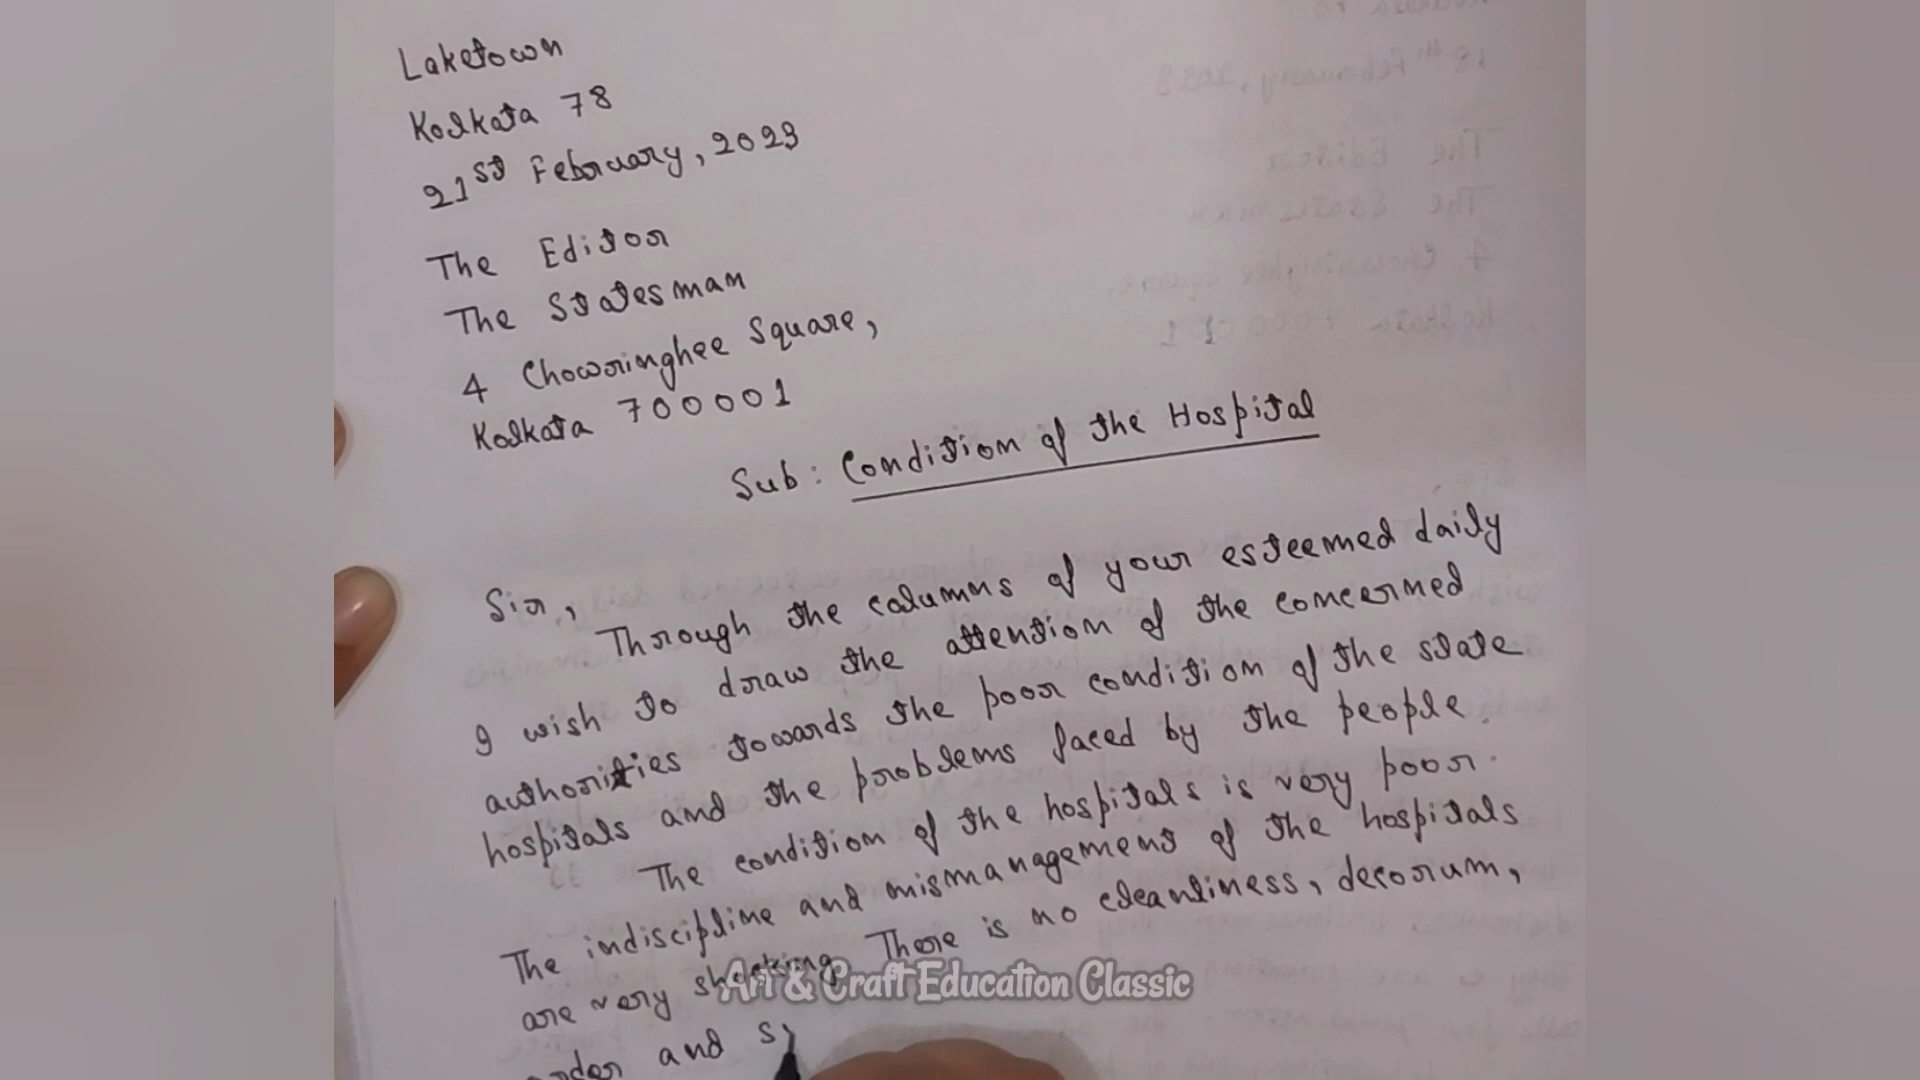 Laketown
Kolkata 78
21st February, 2023
The Editor
The Statesman
4 Chowringhee Square,
Kolkata 700001
Sub: Condition of the Hospital
Sir,
Through the columns of your esteemed daily
I wish to draw the attention of the concerned
authorities towards the poor condition of the state
hospitals and the problems faced by the people.
The condition of the hospitals is very poor.
The indiscipline and mismanagement of the hospitals
are very shocking. There is no cleanliness, decorum,
order and s
Art & Craft Education Classic